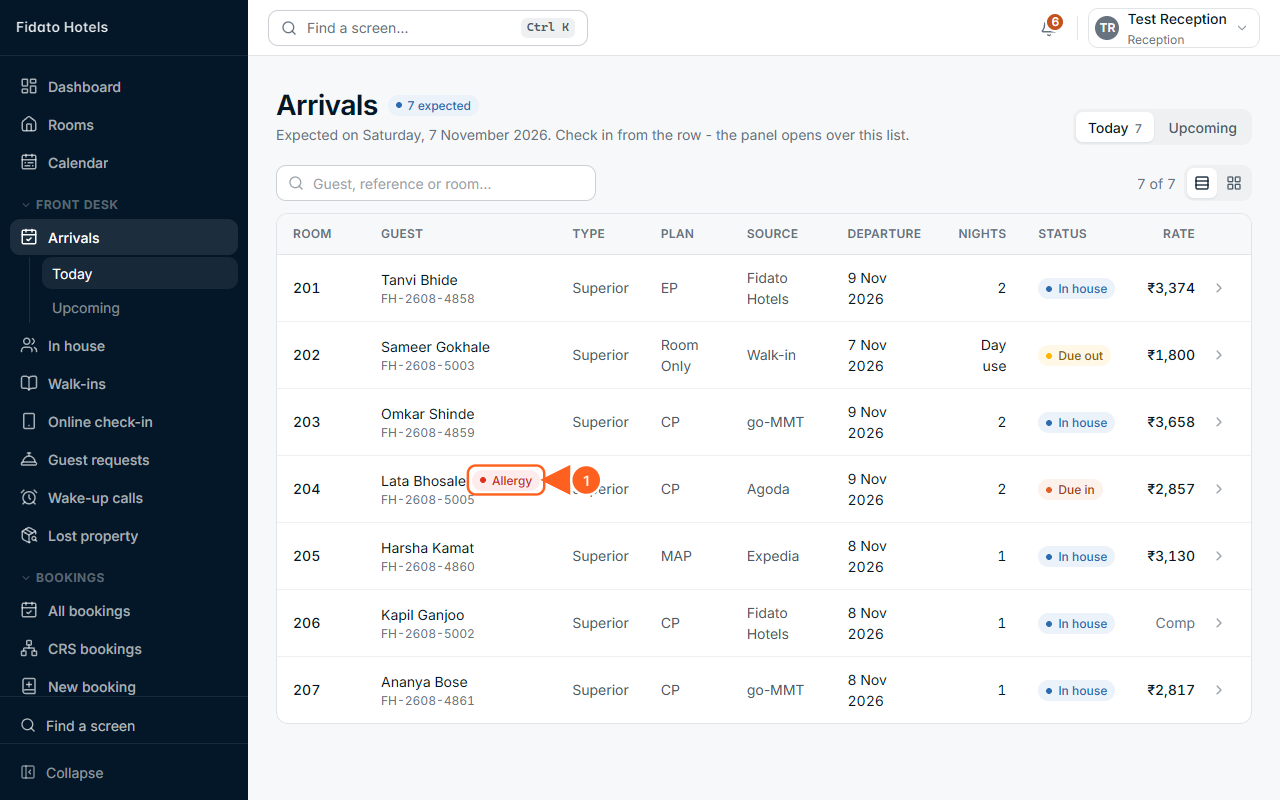 Fidato Hotels
Find a screen...
Ctrl K
6
TR
Test Reception
Reception
Dashboard
Rooms
Calendar
FRONT DESK
Arrivals
Today
Upcoming
In house
Walk-ins
Online check-in
Guest requests
Wake-up calls
Lost property
BOOKINGS
All bookings
CRS bookings
New booking
Find a screen
Collapse
Arrivals
7 expected
Expected on Saturday, 7 November 2026. Check in from the row - the panel opens over this list.
Today 7
Upcoming
Guest, reference or room...
7 of 7
ROOM GUEST TYPE PLAN SOURCE DEPARTURE NIGHTS STATUS RATE
201 Tanvi Bhide FH-2608-4858 Superior EP Fidato Hotels 9 Nov 2026 2 In house ₹3,374
202 Sameer Gokhale FH-2608-5003 Superior Room Only Walk-in 7 Nov 2026 Day use Due out ₹1,800
203 Omkar Shinde FH-2608-4859 Superior CP go-MMT 9 Nov 2026 2 In house ₹3,658
204 Lata Bhosale FH-2608-5005 Allergy 1 Superior CP Agoda 9 Nov 2026 2 Due in ₹2,857
205 Harsha Kamat FH-2608-4860 Superior MAP Expedia 8 Nov 2026 1 In house ₹3,130
206 Kapil Ganjoo FH-2608-5002 Superior CP Fidato Hotels 8 Nov 2026 1 In house Comp
207 Ananya Bose FH-2608-4861 Superior CP go-MMT 8 Nov 2026 1 In house ₹2,817